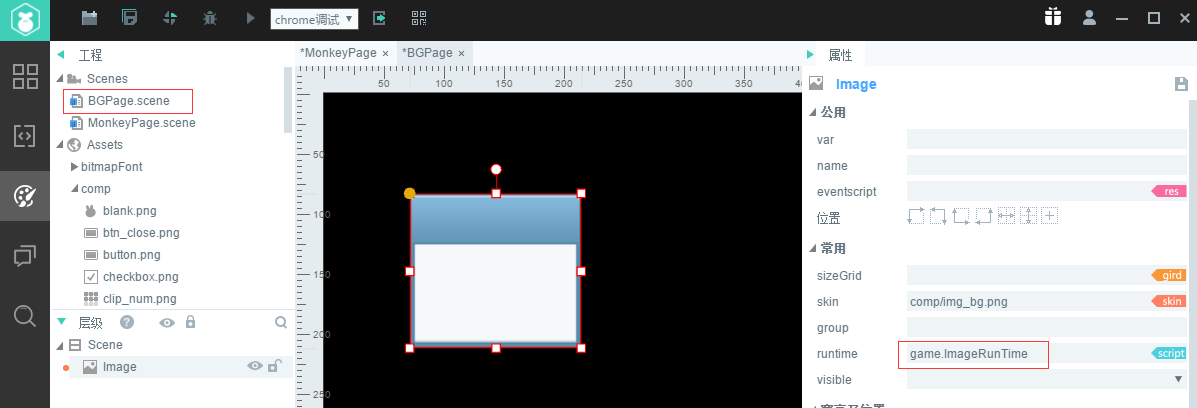 chrome调试
工程
Scenes
BGPage.scene
MonkeyPage.scene
Assets
bitmapFont
comp
blank.png
btn_close.png
button.png
checkbox.png
clip_num.png
层级
Scene
Image
*MonkeyPage ×
*BGPage ×
50 100 150 200 250 300 350
50
100
150
200
250
属性
Image
公用
var
name
eventscript res
位置
常用
sizeGrid gird
skin comp/img_bg.png skin
group
runtime game.ImageRunTime script
visible